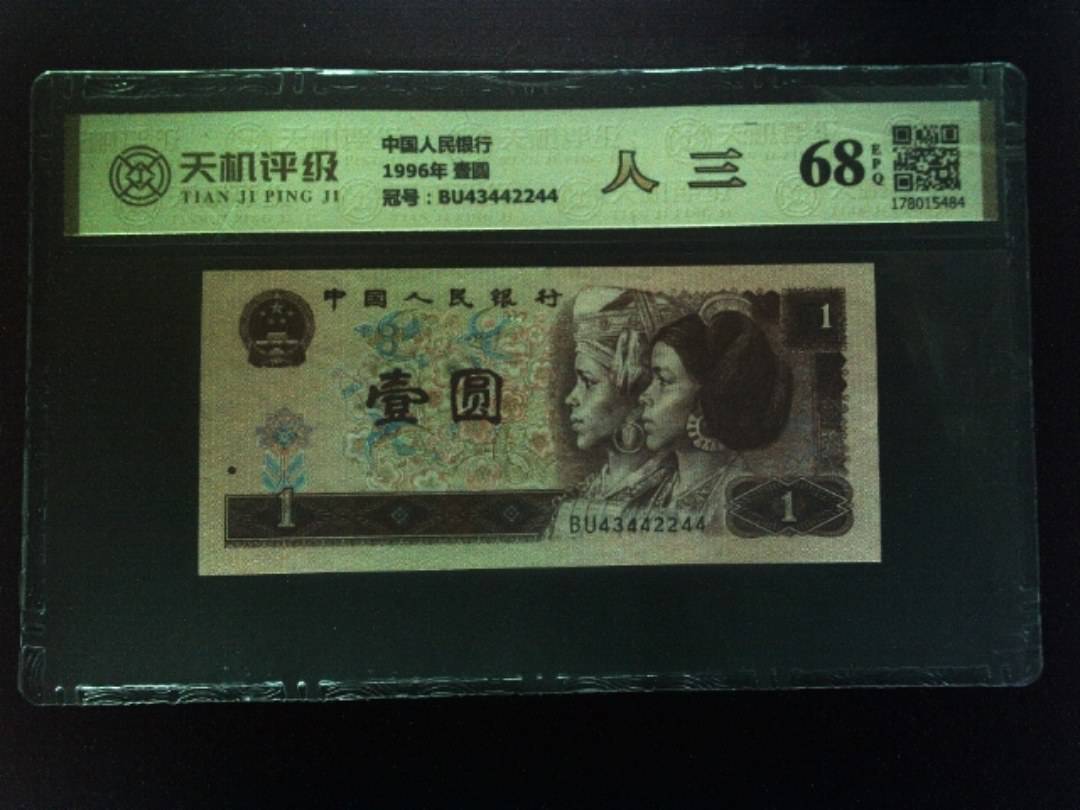 天机评级
TIAN JI PING JI
中国人民银行
1996年 壹圆
冠号：BU43442244
人三
68
EPQ
178015484
中国人民银行
1
壹圆
1
BU43442244
1